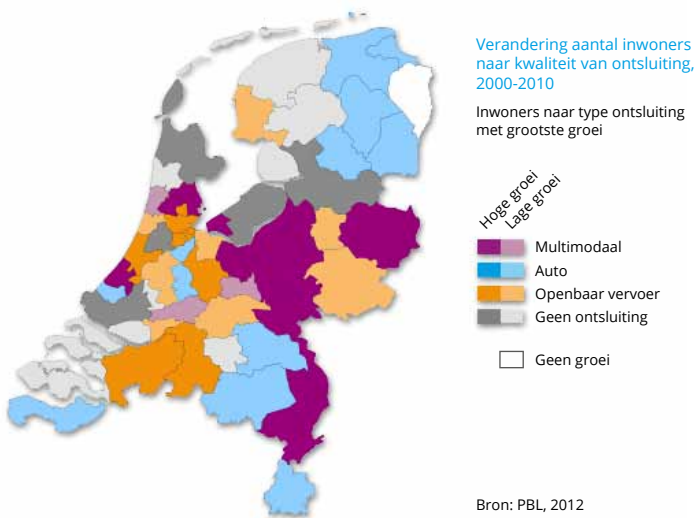 Verandering aantal inwoners
naar kwaliteit van ontsluiting,
2000-2010
Inwoners naar type ontsluiting
met grootste groei
Hoge groei
Lage groei
Multimodaal
Auto
Openbaar vervoer
Geen ontsluiting
Geen groei
Bron: PBL, 2012